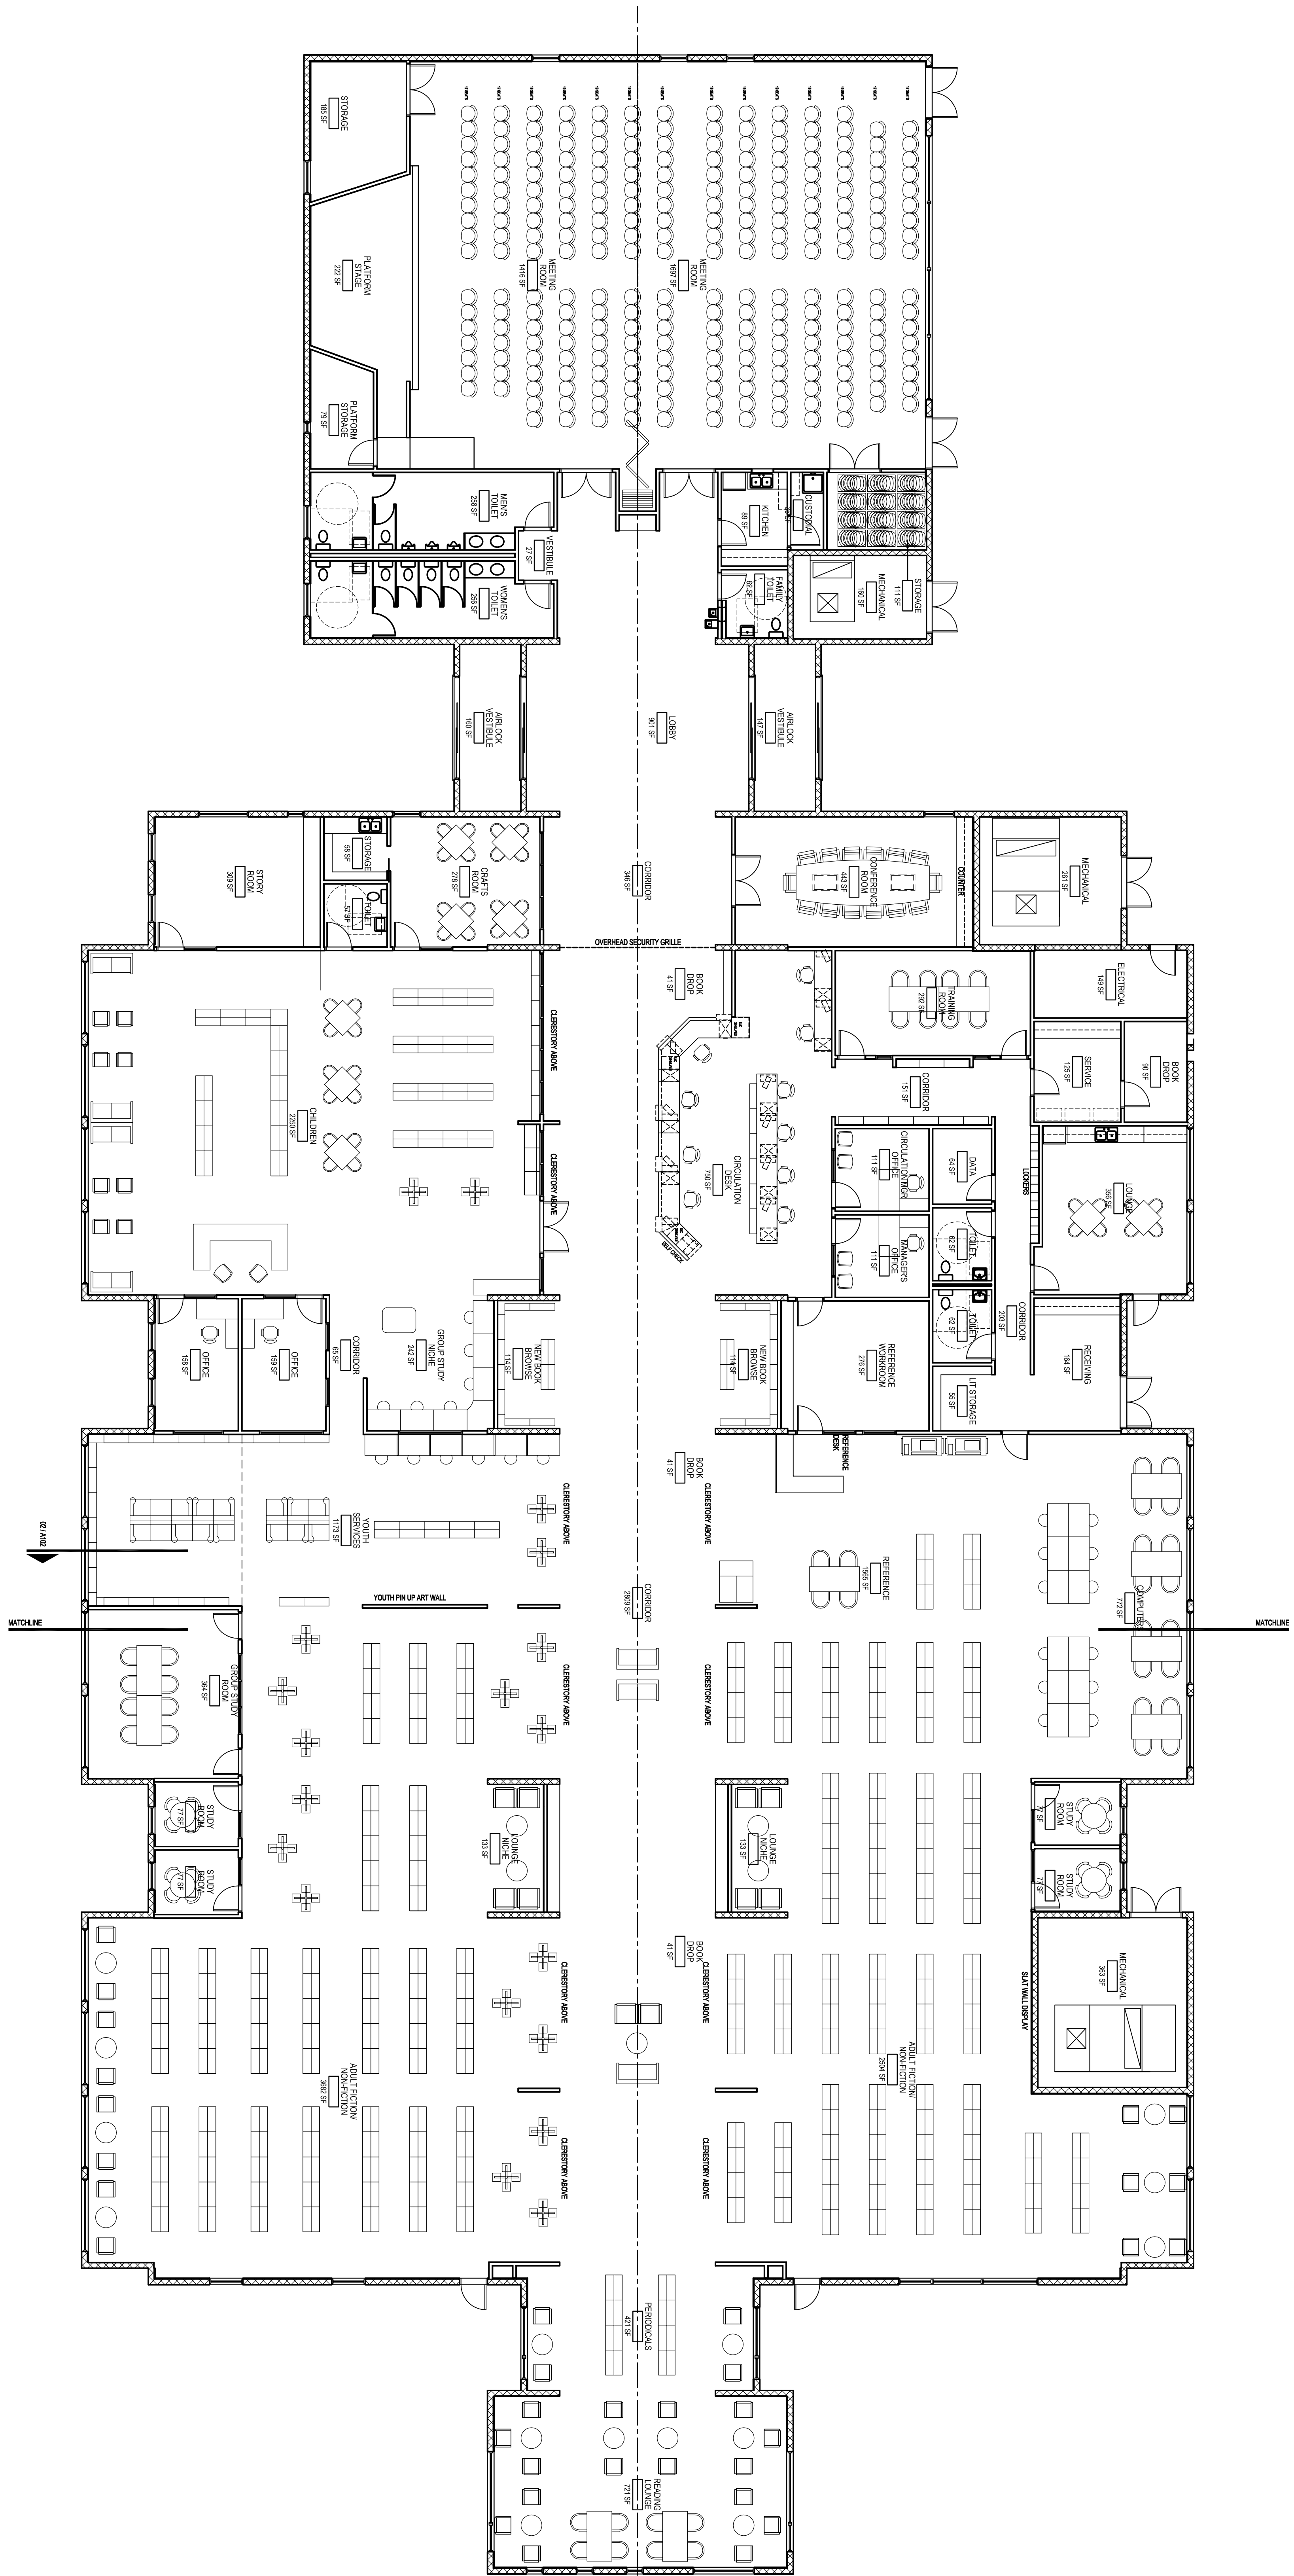 17 SEATS
17 SEATS
STORAGE
185 SF
PLATFORM
STAGE
222 SF
PLATFORM
STORAGE
79 SF
MEETING
ROOM
1416 SF
MEETING
ROOM
1697 SF
MEN'S
TOILET
258 SF
VESTIBULE
27 SF
WOMEN'S
TOILET
256 SF
KITCHEN
89 SF
CUSTODIAL
FAMILY
TOILET
69 SF
MECHANICAL
160 SF
STORAGE
111 SF
AIRLOCK
VESTIBULE
160 SF
LOBBY
901 SF
AIRLOCK
VESTIBULE
147 SF
STORY
ROOM
309 SF
STORAGE
58 SF
TOILET
57 SF
CRAFTS
ROOM
278 SF
CORRIDOR
346 SF
CONFERENCE
ROOM
443 SF
COUNTER
MECHANICAL
261 SF
OVERHEAD SECURITY GRILLE
BOOK
DROP
41 SF
TRAINING
ROOM
292 SF
ELECTRICAL
149 SF
SERVICE
125 SF
BOOK
DROP
90 SF
CLERESTORY ABOVE
CLERESTORY ABOVE
CHILDREN
2250 SF
CIRCULATION
DESK
750 SF
SELF CHECK
CORRIDOR
151 SF
CIRCULATION MGR
OFFICE
111 SF
DATA
64 SF
LOCKERS
LOUNGE
356 SF
MANAGER'S
OFFICE
111 SF
TOILET
62 SF
TOILET
62 SF
CORRIDOR
203 SF
OFFICE
158 SF
OFFICE
159 SF
CORRIDOR
65 SF
GROUP STUDY
NICHE
242 SF
NEW BOOK
BROWSE
114 SF
NEW BOOK
BROWSE
114 SF
REFERENCE
WORKROOM
276 SF
LIT STORAGE
55 SF
RECEIVING
164 SF
REFERENCE
DESK
BOOK
DROP
41 SF
CLERESTORY ABOVE
CLERESTORY ABOVE
02 / A102
YOUTH
SERVICES
1173 SF
REFERENCE
1565 SF
COMPUTERS
772 SF
YOUTH PIN UP ART WALL
CORRIDOR
2809 SF
MATCHLINE
MATCHLINE
GROUP STUDY
ROOM
364 SF
CLERESTORY ABOVE
CLERESTORY ABOVE
STUDY
ROOM
77 SF
STUDY
ROOM
77 SF
LOUNGE
NICHE
133 SF
LOUNGE
NICHE
133 SF
STUDY
ROOM
77 SF
STUDY
ROOM
77 SF
BOOK
DROP
41 SF
CLERESTORY ABOVE
CLERESTORY ABOVE
SLAT WALL DISPLAY
MECHANICAL
363 SF
ADULT FICTION/
NON-FICTION
3682 SF
ADULT FICTION/
NON-FICTION
2504 SF
CLERESTORY ABOVE
CLERESTORY ABOVE
PERIODICALS
421 SF
READING
LOUNGE
721 SF